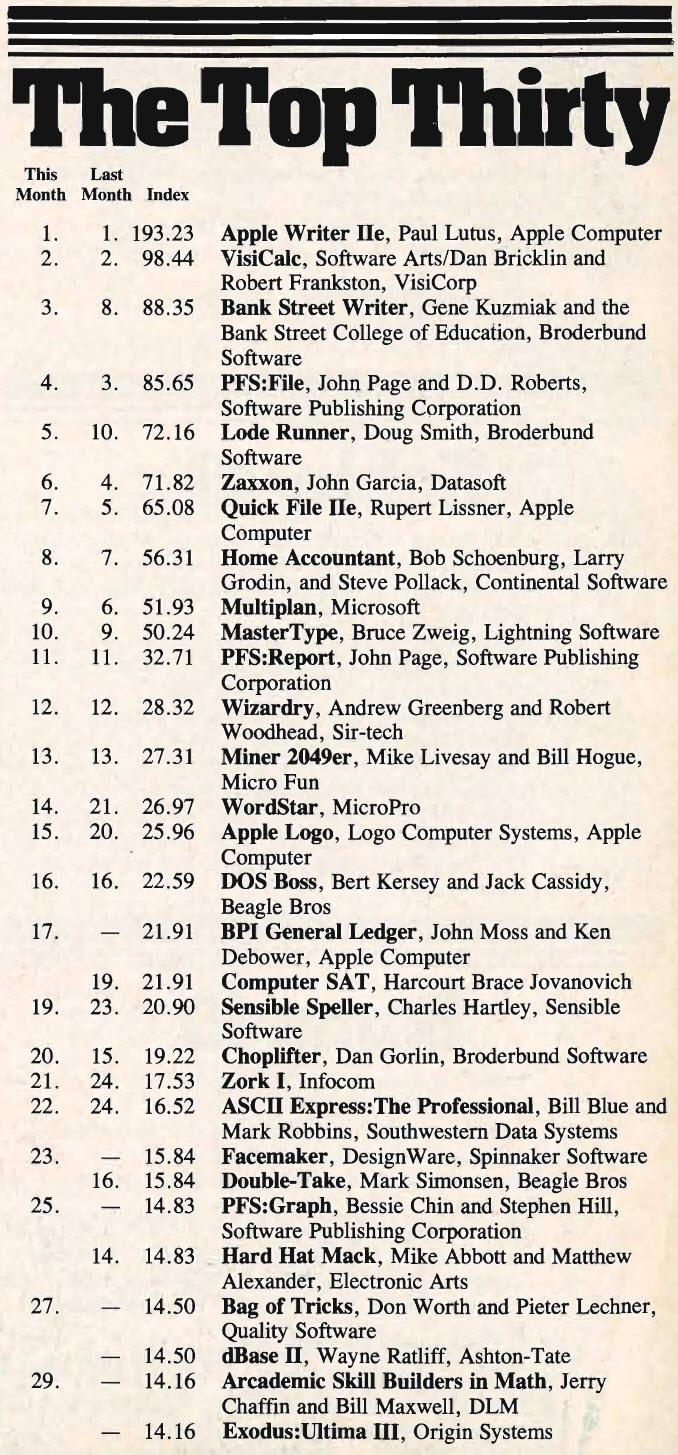 The Top Thirty
This Last
Month Month Index
1. 1. 193.23 Apple Writer IIe, Paul Lutus, Apple Computer
2. 2. 98.44 VisiCalc, Software Arts/Dan Bricklin and
Robert Frankston, VisiCorp
3. 8. 88.35 Bank Street Writer, Gene Kuzmiak and the
Bank Street College of Education, Broderbund
Software
4. 3. 85.65 PFS:File, John Page and D.D. Roberts,
Software Publishing Corporation
5. 10. 72.16 Lode Runner, Doug Smith, Broderbund
Software
6. 4. 71.82 Zaxxon, John Garcia, Datasoft
7. 5. 65.08 Quick File IIe, Rupert Lissner, Apple
Computer
8. 7. 56.31 Home Accountant, Bob Schoenburg, Larry
Grodin, and Steve Pollack, Continental Software
9. 6. 51.93 Multiplan, Microsoft
10. 9. 50.24 MasterType, Bruce Zweig, Lightning Software
11. 11. 32.71 PFS:Report, John Page, Software Publishing
Corporation
12. 12. 28.32 Wizardry, Andrew Greenberg and Robert
Woodhead, Sir-tech
13. 13. 27.31 Miner 2049er, Mike Livesay and Bill Hogue,
Micro Fun
14. 21. 26.97 WordStar, MicroPro
15. 20. 25.96 Apple Logo, Logo Computer Systems, Apple
Computer
16. 16. 22.59 DOS Boss, Bert Kersey and Jack Cassidy,
Beagle Bros
17. — 21.91 BPI General Ledger, John Moss and Ken
Debower, Apple Computer
19. 21.91 Computer SAT, Harcourt Brace Jovanovich
19. 23. 20.90 Sensible Speller, Charles Hartley, Sensible
Software
20. 15. 19.22 Choplifter, Dan Gorlin, Broderbund Software
21. 24. 17.53 Zork I, Infocom
22. 24. 16.52 ASCII Express:The Professional, Bill Blue and
Mark Robbins, Southwestern Data Systems
23. — 15.84 Facemaker, DesignWare, Spinnaker Software
16. 15.84 Double-Take, Mark Simonsen, Beagle Bros
25. — 14.83 PFS:Graph, Bessie Chin and Stephen Hill,
Software Publishing Corporation
14. 14.83 Hard Hat Mack, Mike Abbott and Matthew
Alexander, Electronic Arts
27. — 14.50 Bag of Tricks, Don Worth and Pieter Lechner,
Quality Software
— 14.50 dBase II, Wayne Ratliff, Ashton-Tate
29. — 14.16 Arcademic Skill Builders in Math, Jerry
Chaffin and Bill Maxwell, DLM
— 14.16 Exodus:Ultima III, Origin Systems